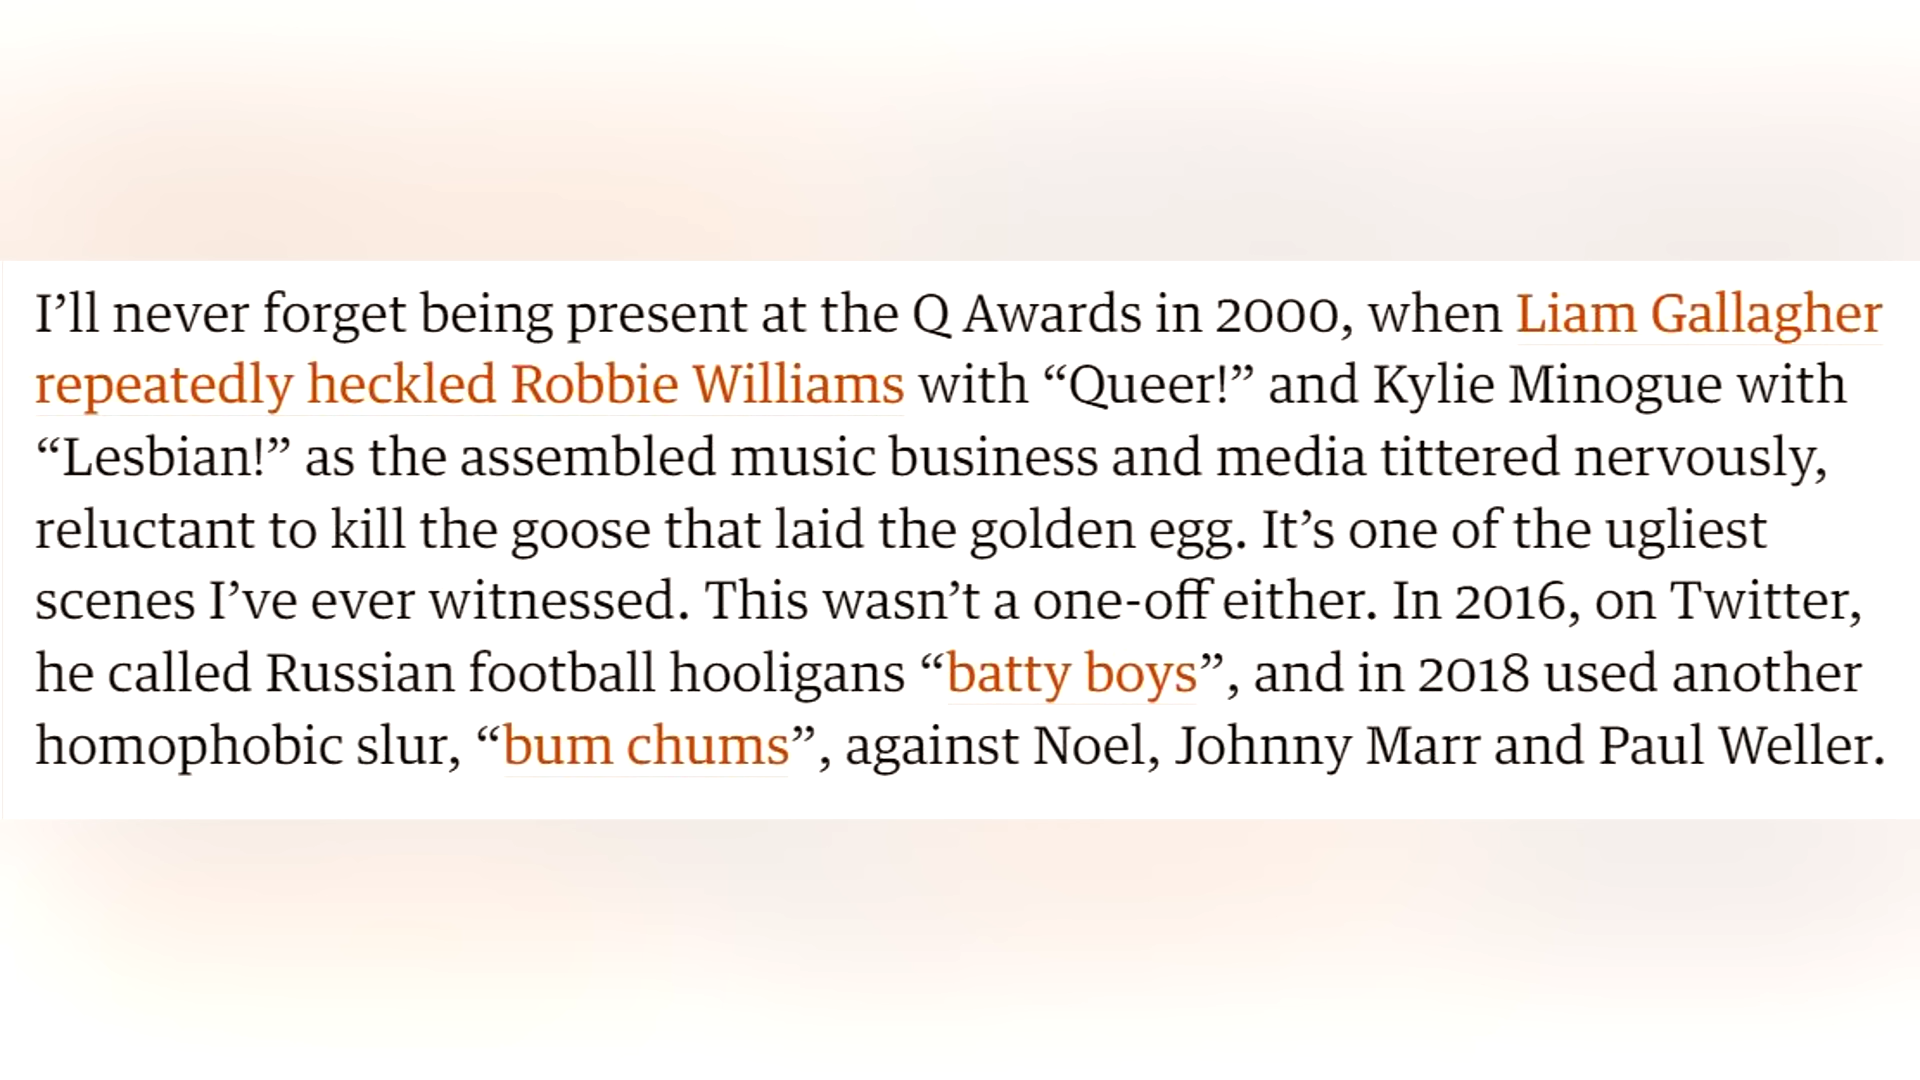 I’ll never forget being present at the Q Awards in 2000, when Liam Gallagher
repeatedly heckled Robbie Williams with “Queer!” and Kylie Minogue with
“Lesbian!” as the assembled music business and media tittered nervously,
reluctant to kill the goose that laid the golden egg. It’s one of the ugliest
scenes I’ve ever witnessed. This wasn’t a one-off either. In 2016, on Twitter,
he called Russian football hooligans “batty boys”, and in 2018 used another
homophobic slur, “bum chums”, against Noel, Johnny Marr and Paul Weller.